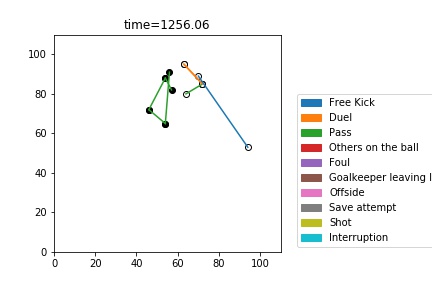 time=1256.06
100
80
60
40
20
0
0 20 40 60 80 100
Free Kick
Duel
Pass
Others on the ball
Foul
Goalkeeper leaving
Offside
Save attempt
Shot
Interruption